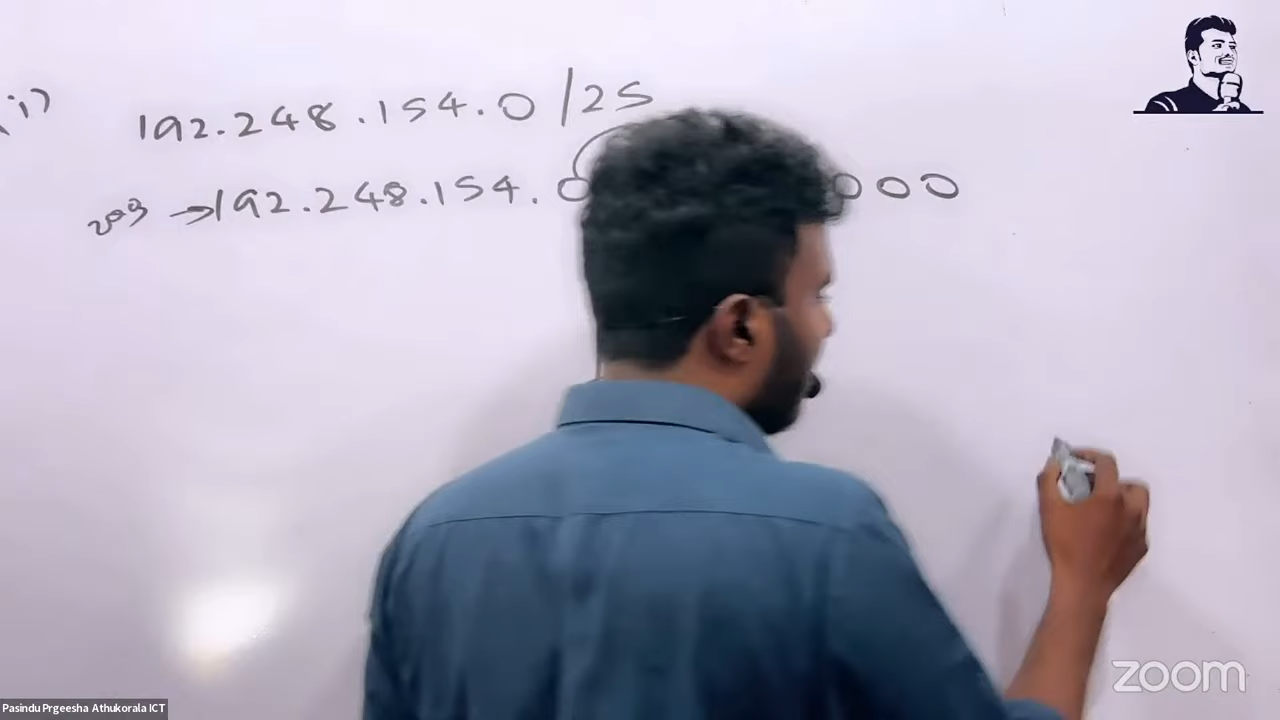 i)
192.248.154.0 /25
→192.248.154.0 000
zoom
Pasindu Prgeesha Athukorala ICT